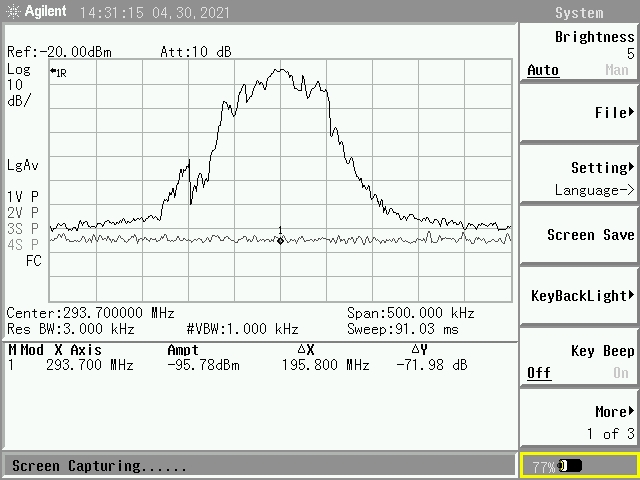 Agilent 14:31:15 04,30,2021 System
Ref:-20.00dBm Att:10 dB
Log
10
dB/
1R
LgAv
1V P
2V P
3S P
4S P
FC
1
Center:293.700000 MHz Span:500.000 kHz
Res BW:3.000 kHz #VBW:1.000 kHz Sweep:91.03 ms
M Mod X Axis Ampt ΔX ΔY
1 293.700 MHz -95.78dBm 195.800 MHz -71.98 dB
Screen Capturing......
Brightness
5
Auto Man
File
Setting
Language->
Screen Save
KeyBackLight
Key Beep
Off On
More
1 of 3
77%